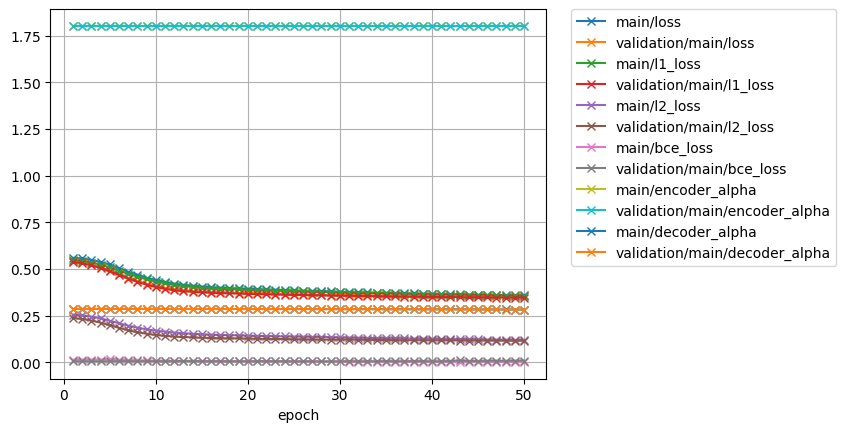 1.75
1.50
1.25
1.00
0.75
0.50
0.25
0.00
0
10
20
30
40
50
epoch
main/loss
validation/main/loss
main/l1_loss
validation/main/l1_loss
main/l2_loss
validation/main/l2_loss
main/bce_loss
validation/main/bce_loss
main/encoder_alpha
validation/main/encoder_alpha
main/decoder_alpha
validation/main/decoder_alpha